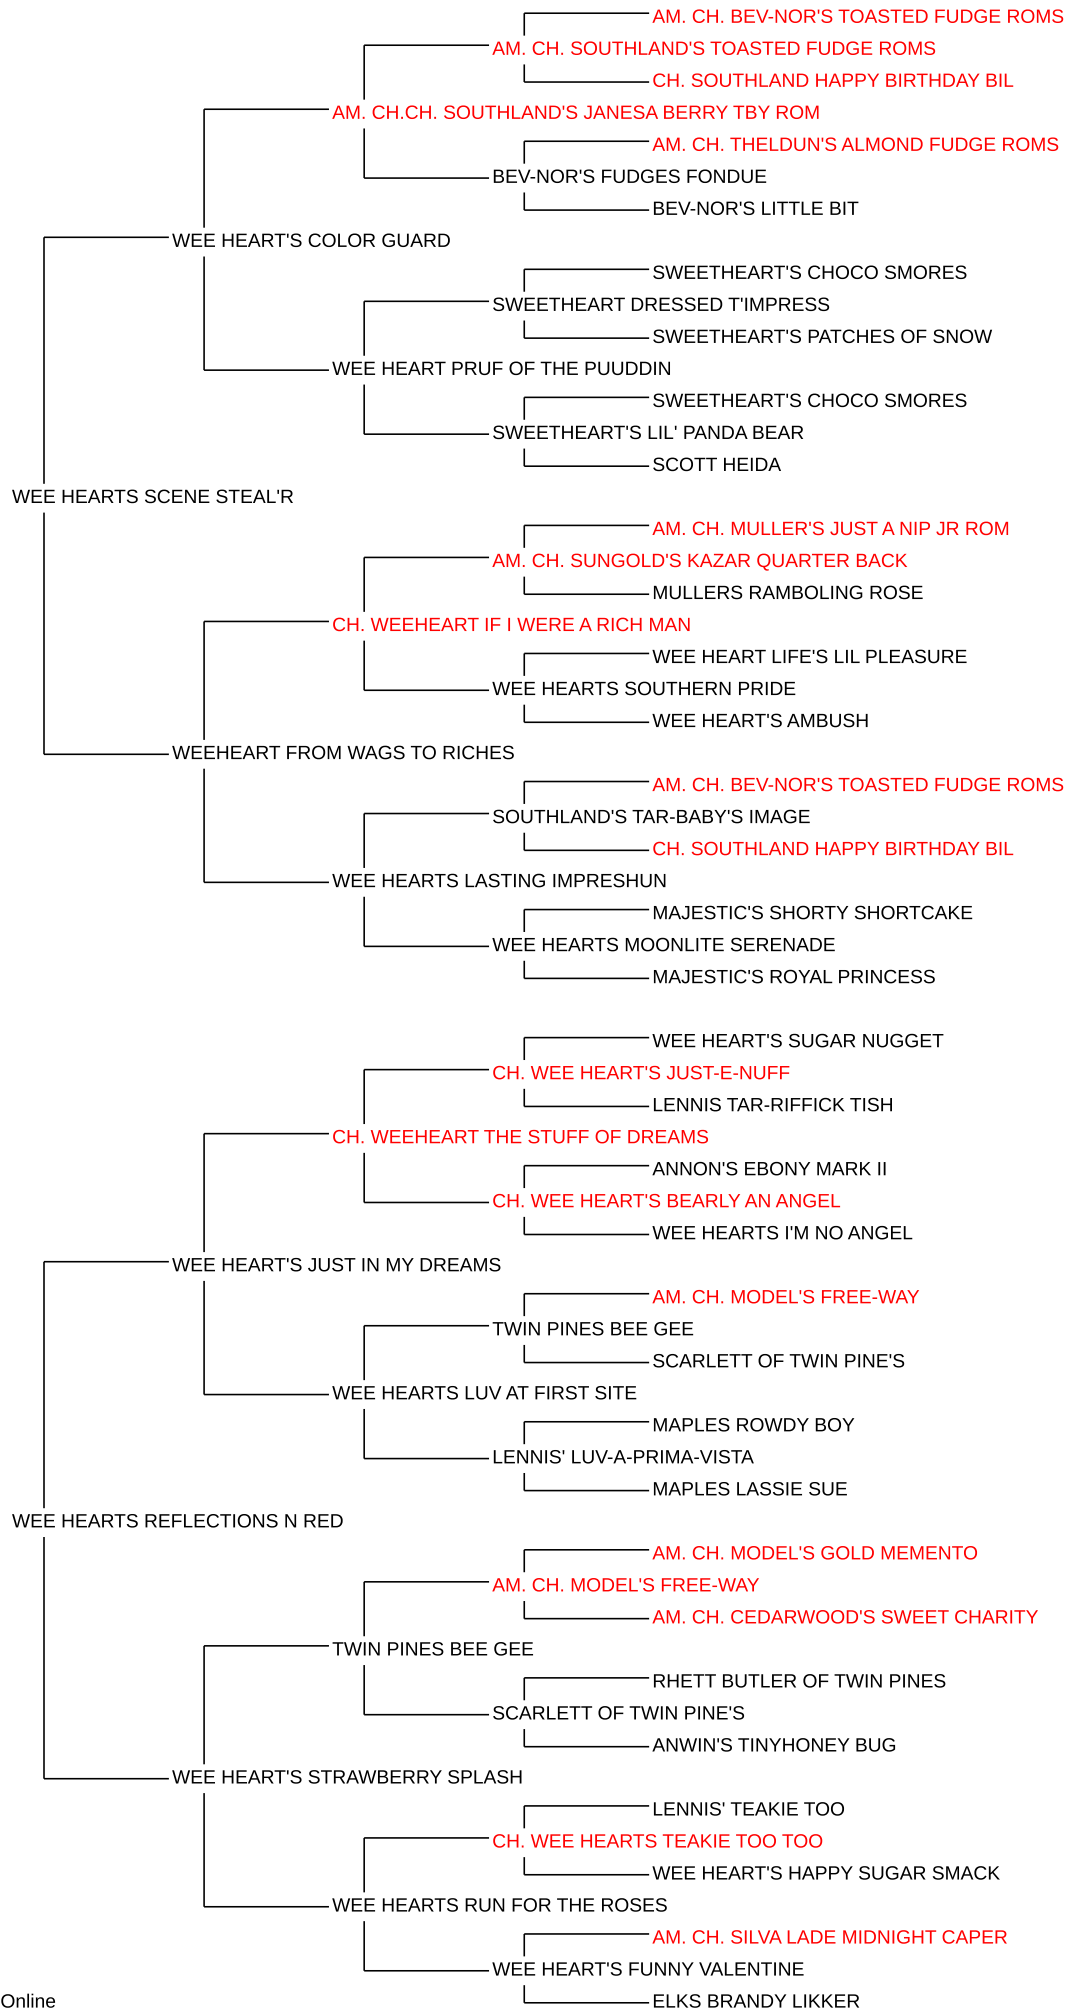 AM. CH. BEV-NOR'S TOASTED FUDGE ROMS
AM. CH. SOUTHLAND'S TOASTED FUDGE ROMS
CH. SOUTHLAND HAPPY BIRTHDAY BIL
AM. CH.CH. SOUTHLAND'S JANESA BERRY TBY ROM
AM. CH. THELDUN'S ALMOND FUDGE ROMS
BEV-NOR'S FUDGES FONDUE
BEV-NOR'S LITTLE BIT
WEE HEART'S COLOR GUARD
SWEETHEART'S CHOCO SMORES
SWEETHEART DRESSED T'IMPRESS
SWEETHEART'S PATCHES OF SNOW
WEE HEART PRUF OF THE PUUDDIN
SWEETHEART'S CHOCO SMORES
SWEETHEART'S LIL' PANDA BEAR
SCOTT HEIDA
WEE HEARTS SCENE STEAL'R
AM. CH. MULLER'S JUST A NIP JR ROM
AM. CH. SUNGOLD'S KAZAR QUARTER BACK
MULLERS RAMBOLING ROSE
CH. WEEHEART IF I WERE A RICH MAN
WEE HEART LIFE'S LIL PLEASURE
WEE HEARTS SOUTHERN PRIDE
WEE HEART'S AMBUSH
WEEHEART FROM WAGS TO RICHES
AM. CH. BEV-NOR'S TOASTED FUDGE ROMS
SOUTHLAND'S TAR-BABY'S IMAGE
CH. SOUTHLAND HAPPY BIRTHDAY BIL
WEE HEARTS LASTING IMPRESHUN
MAJESTIC'S SHORTY SHORTCAKE
WEE HEARTS MOONLITE SERENADE
MAJESTIC'S ROYAL PRINCESS
WEE HEART'S SUGAR NUGGET
CH. WEE HEART'S JUST-E-NUFF
LENNIS TAR-RIFFICK TISH
CH. WEEHEART THE STUFF OF DREAMS
ANNON'S EBONY MARK II
CH. WEE HEART'S BEARLY AN ANGEL
WEE HEARTS I'M NO ANGEL
WEE HEART'S JUST IN MY DREAMS
AM. CH. MODEL'S FREE-WAY
TWIN PINES BEE GEE
SCARLETT OF TWIN PINE'S
WEE HEARTS LUV AT FIRST SITE
MAPLES ROWDY BOY
LENNIS' LUV-A-PRIMA-VISTA
MAPLES LASSIE SUE
WEE HEARTS REFLECTIONS N RED
AM. CH. MODEL'S GOLD MEMENTO
AM. CH. MODEL'S FREE-WAY
AM. CH. CEDARWOOD'S SWEET CHARITY
TWIN PINES BEE GEE
RHETT BUTLER OF TWIN PINES
SCARLETT OF TWIN PINE'S
ANWIN'S TINYHONEY BUG
WEE HEART'S STRAWBERRY SPLASH
LENNIS' TEAKIE TOO
CH. WEE HEARTS TEAKIE TOO TOO
WEE HEART'S HAPPY SUGAR SMACK
WEE HEARTS RUN FOR THE ROSES
AM. CH. SILVA LADE MIDNIGHT CAPER
WEE HEART'S FUNNY VALENTINE
ELKS BRANDY LIKKER
Online